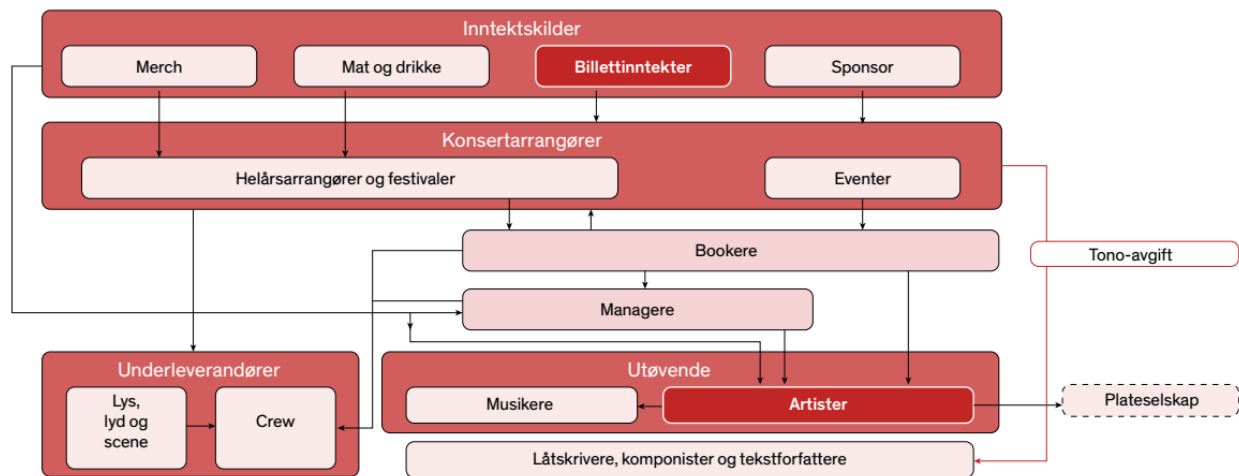 Inntektskilder
Merch
Mat og drikke
Billettinntekter
Sponsor
Konsertarrangører
Helårsarrangører og festivaler
Eventer
Bookere
Tono-avgift
Managere
Underleverandører
Lys,
lyd og
scene
Crew
Utøvende
Musikere
Artister
Plateselskap
Låtskrivere, komponister og tekstforfattere